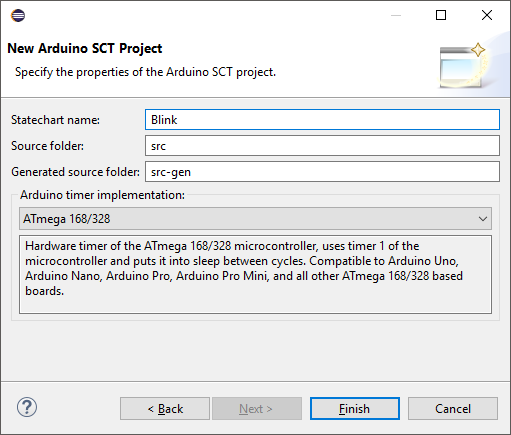 New Arduino SCT Project
Specify the properties of the Arduino SCT project.
Statechart name: Blink
Source folder: src
Generated source folder: src-gen
Arduino timer implementation:
ATmega 168/328
Hardware timer of the ATmega 168/328 microcontroller, uses timer 1 of the
microcontroller and puts it into sleep between cycles. Compatible to Arduino Uno,
Arduino Nano, Arduino Pro, Arduino Pro Mini, and all other ATmega 168/328 based
boards.
? < Back Next > Finish Cancel